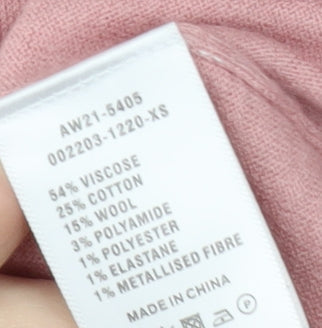 AW21-5405
002203-1220-XS
54% VISCOSE
25% COTTON
15% WOOL
3% POLYAMIDE
1% POLYESTER
1% ELASTANE
1% METALLISED FIBRE
MADE IN CHINA
P